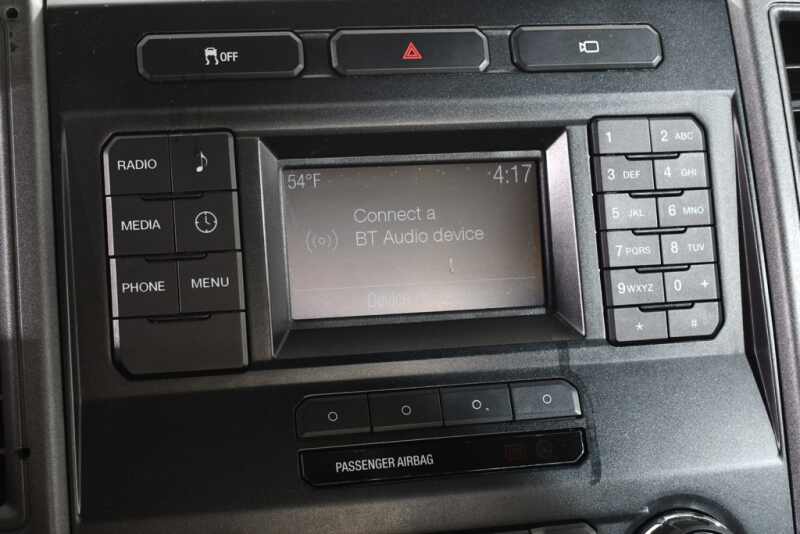 OFF
RADIO
MEDIA
PHONE MENU
54°F 4:17
Connect a
BT Audio device
Device
1 2 ABC
3 DEF 4 GHI
5 JKL 6 MNO
7 PQRS 8 TUV
9 WXYZ 0 +
* #
PASSENGER AIRBAG